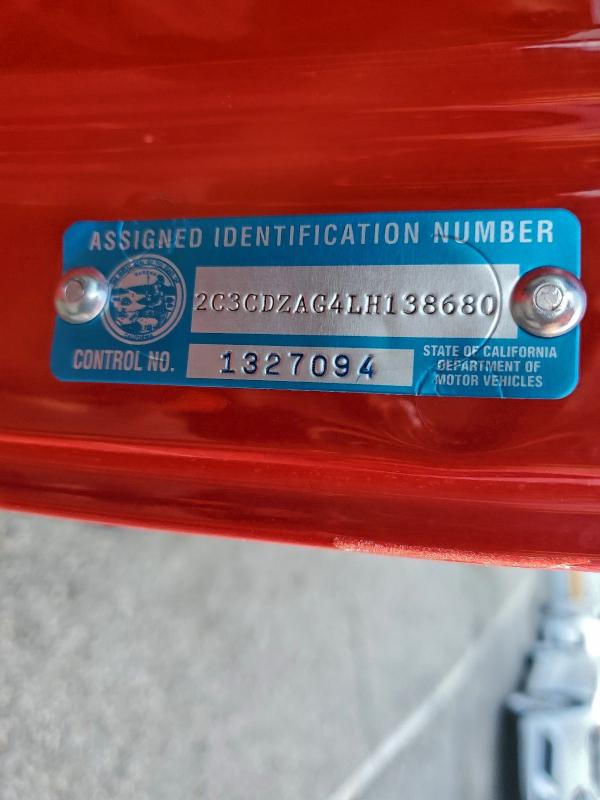 ASSIGNED IDENTIFICATION NUMBER
2C3CDZAG4LH138680
CONTROL NO. 1327094
STATE OF CALIFORNIA
DEPARTMENT OF
MOTOR VEHICLES